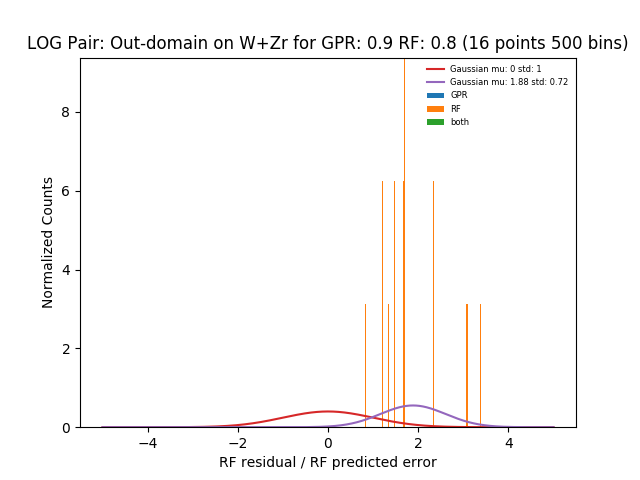 LOG Pair: Out-domain on W+Zr for GPR: 0.9 RF: 0.8 (16 points 500 bins)
Gaussian mu: 0 std: 1
Gaussian mu: 1.88 std: 0.72
GPR
RF
both
Normalized Counts
8
6
4
2
0
−4
−2
0
2
4
RF residual / RF predicted error